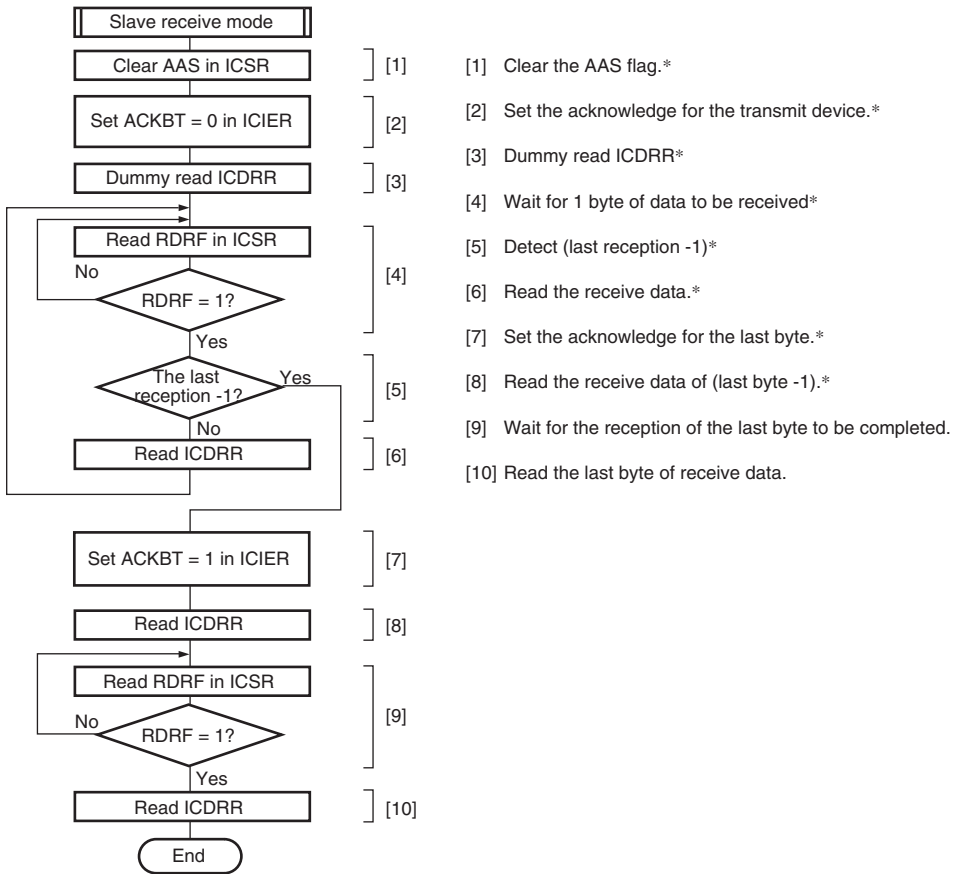 Slave receive mode
Clear AAS in ICSR
[1]
Set ACKBT = 0 in ICIER
[2]
Dummy read ICDRR
[3]
Read RDRF in ICSR
No
[4]
RDRF = 1?
Yes
The last
reception -1?
Yes
[5]
No
Read ICDRR
[6]
Set ACKBT = 1 in ICIER
[7]
Read ICDRR
[8]
Read RDRF in ICSR
No
[9]
RDRF = 1?
Yes
Read ICDRR
[10]
End
[1] Clear the AAS flag.*
[2] Set the acknowledge for the transmit device.*
[3] Dummy read ICDRR*
[4] Wait for 1 byte of data to be received*
[5] Detect (last reception -1)*
[6] Read the receive data.*
[7] Set the acknowledge for the last byte.*
[8] Read the receive data of (last byte -1).*
[9] Wait for the reception of the last byte to be completed.
[10] Read the last byte of receive data.